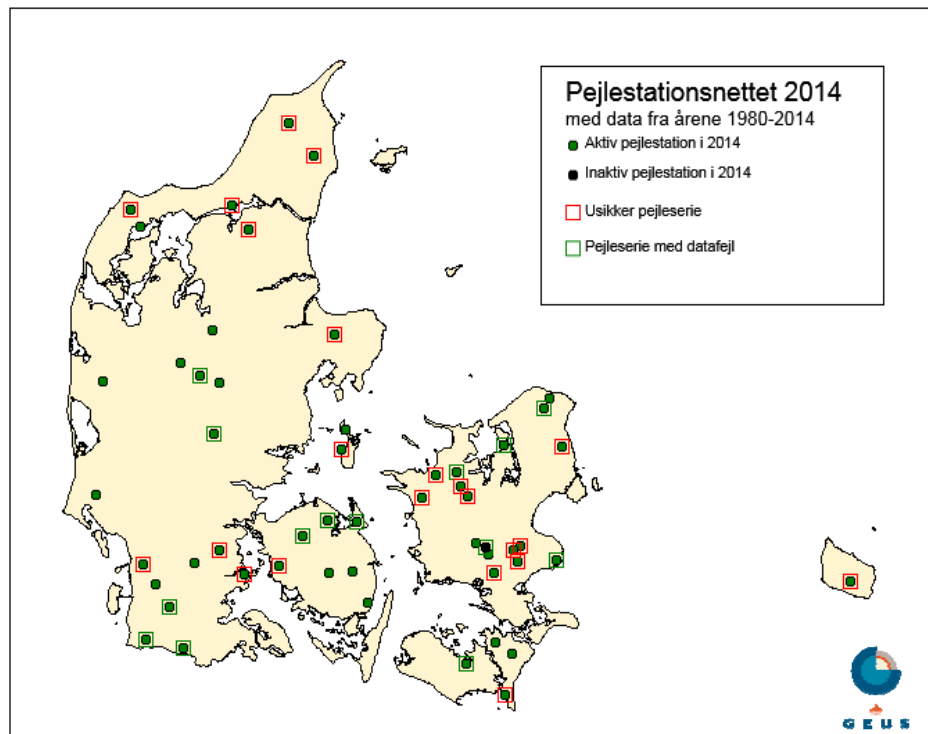 Pejlestationsnettet 2014
med data fra årene 1980-2014
Aktiv pejlestation i 2014
Inaktiv pejlestation i 2014
Usikker pejleserie
Pejleserie med datafejl
GEUS